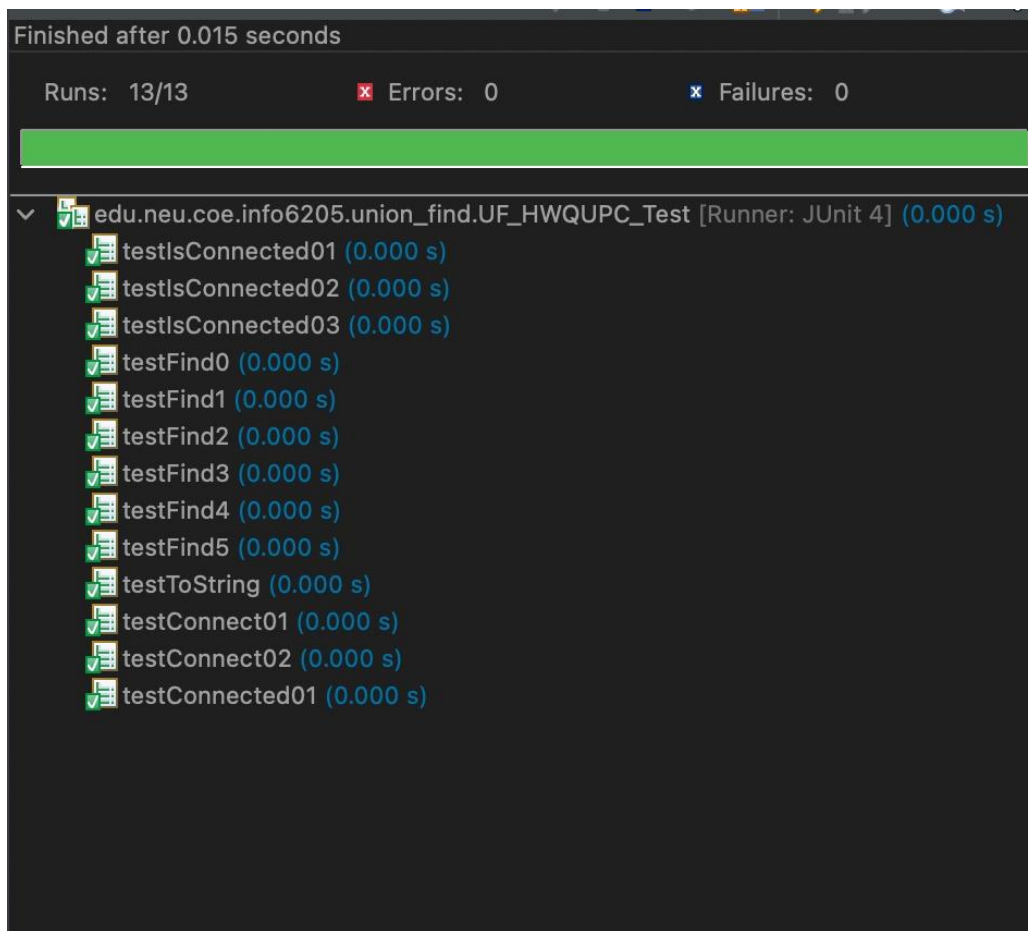 Finished after 0.015 seconds
Runs: 13/13 Errors: 0 Failures: 0
edu.neu.coe.info6205.union_find.UF_HWQUPC_Test [Runner: JUnit 4] (0.000 s)
testIsConnected01 (0.000 s)
testIsConnected02 (0.000 s)
testIsConnected03 (0.000 s)
testFind0 (0.000 s)
testFind1 (0.000 s)
testFind2 (0.000 s)
testFind3 (0.000 s)
testFind4 (0.000 s)
testFind5 (0.000 s)
testToString (0.000 s)
testConnect01 (0.000 s)
testConnect02 (0.000 s)
testConnected01 (0.000 s)